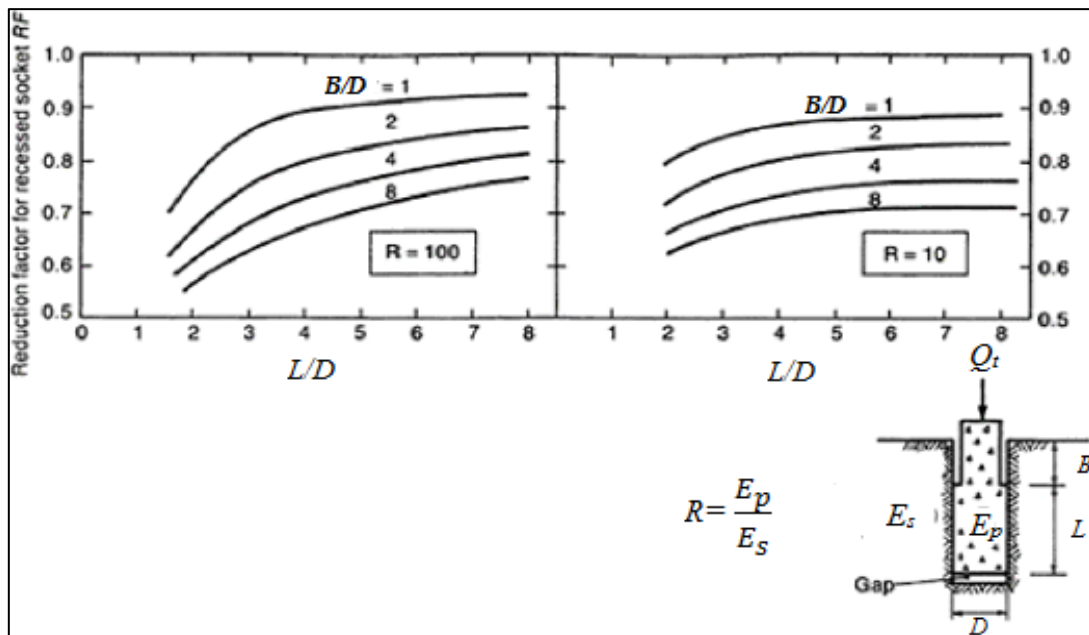 Reduction factor for recessed socket RF
1.0
0.9
0.8
0.7
0.6
0.5
B/D = 1
2
4
8
R = 100
0 1 2 3 4 5 6 7 8
L/D
B/D = 1
2
4
8
R = 10
1 2 3 4 5 6 7 8
L/D
1.0
0.9
0.8
0.7
0.6
0.5
Qt
B
R= Ep
Es
Es
Ep
L
Gap
D